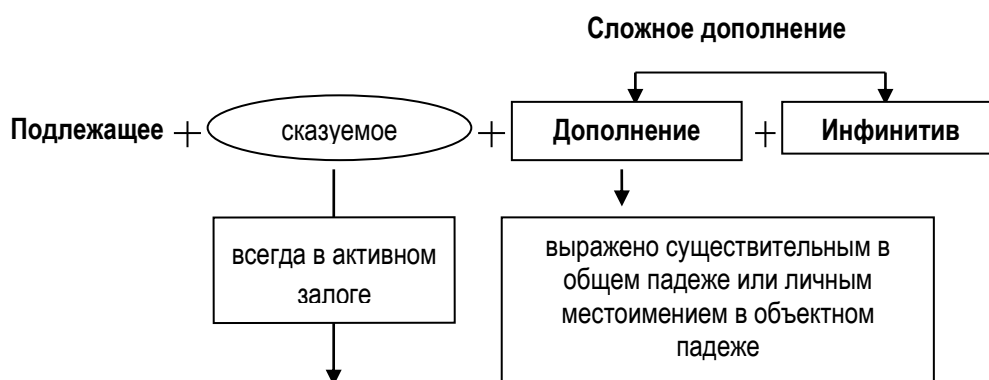 Сложное дополнение
Подлежащее + сказуемое + Дополнение + Инфинитив
всегда в активном
залоге
выражено существительным в
общем падеже или личным
местоимением в объектном
падеже